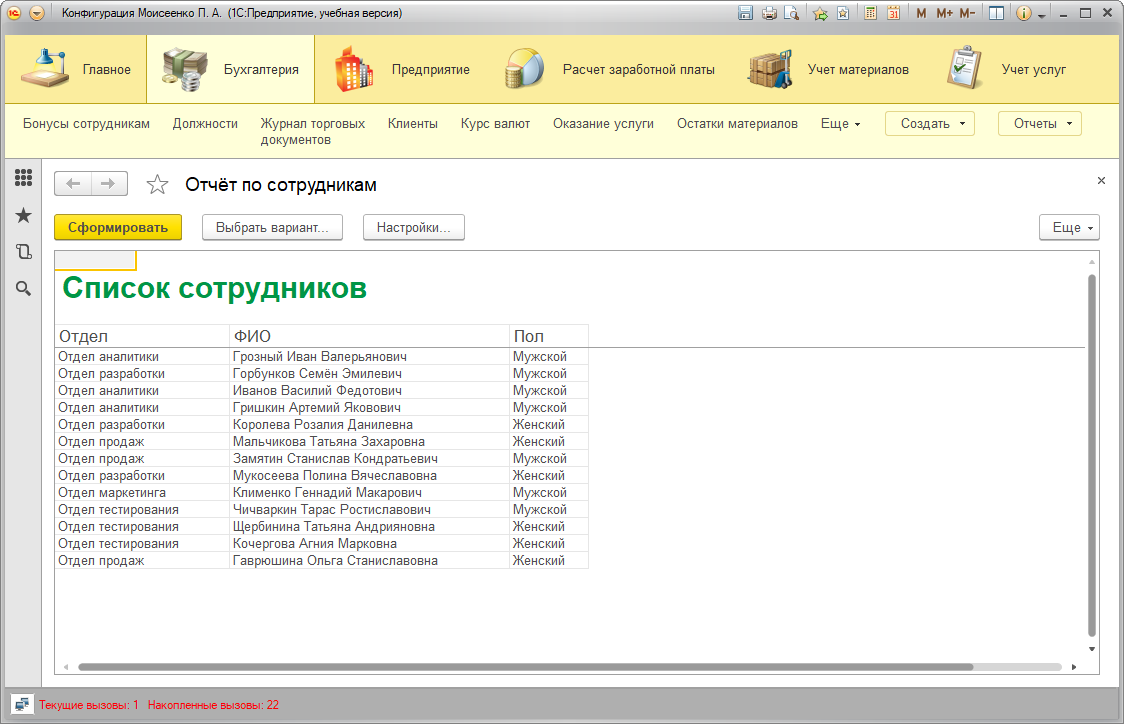 Конфигурация Моисеенко П. А. (1С:Предприятие, учебная версия)
31 M M+ M-
Главное Бухгалтерия Предприятие Расчет заработной платы Учет материалов Учет услуг
Бонусы сотрудникам Должности Журнал торговых документов Клиенты Курс валют Оказание услуги Остатки материалов Еще Создать Отчеты
Отчёт по сотрудникам
Сформировать Выбрать вариант... Настройки... Еще
Список сотрудников
Отдел ФИО Пол
Отдел аналитики Грозный Иван Валерьянович Мужской
Отдел разработки Горбунков Семён Эмилевич Мужской
Отдел аналитики Иванов Василий Федотович Мужской
Отдел аналитики Гришкин Артемий Яковович Мужской
Отдел разработки Королева Розалия Данилевна Женский
Отдел продаж Мальчикова Татьяна Захаровна Женский
Отдел продаж Замятин Станислав Кондратьевич Мужской
Отдел разработки Мукосеева Полина Вячеславовна Женский
Отдел маркетинга Клименко Геннадий Макарович Мужской
Отдел тестирования Чичваркин Тарас Ростиславович Мужской
Отдел тестирования Щербинина Татьяна Андрияновна Женский
Отдел тестирования Кочергова Агния Марковна Женский
Отдел продаж Гаврюшина Ольга Станиславовна Женский
Текущие вызовы: 1 Накопленные вызовы: 22